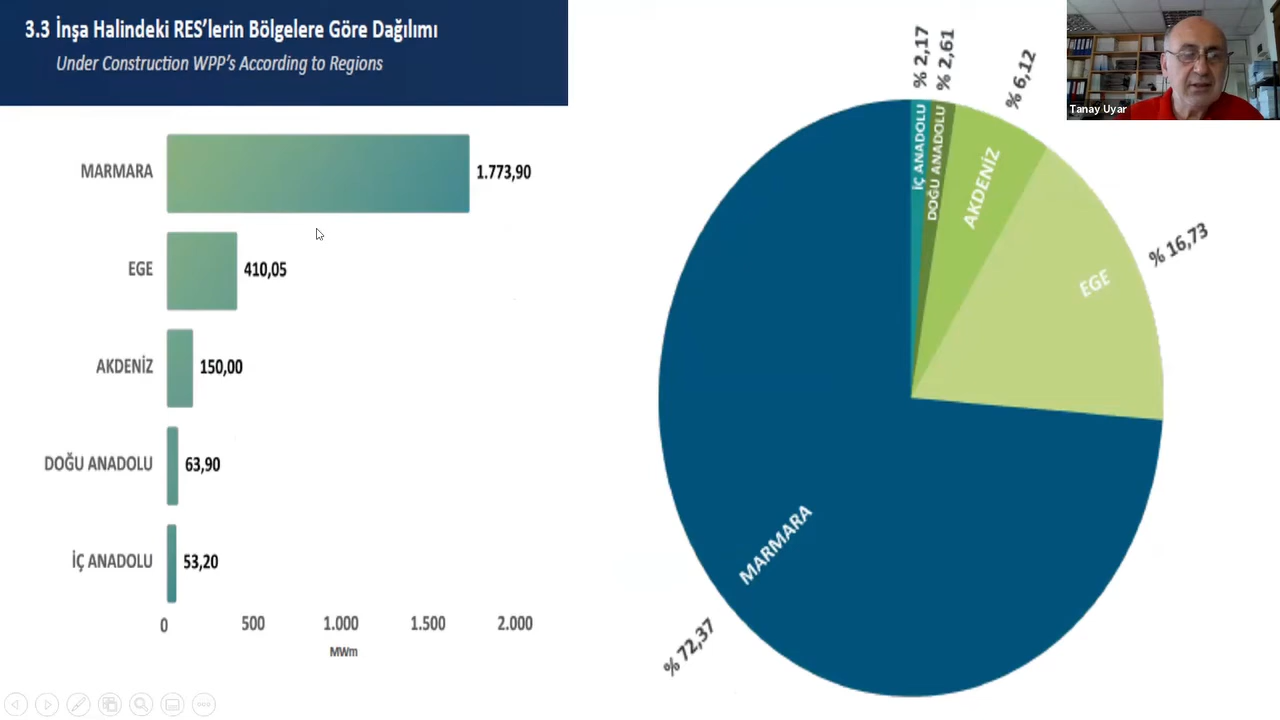 3.3 İnşa Halindeki RES’lerin Bölgelere Göre Dağılımı
Under Construction WPP's According to Regions
MARMARA
1.773,90
EGE
410,05
AKDENİZ
150,00
DOĞU ANADOLU
63,90
İÇ ANADOLU
53,20
0
500
1.000
1.500
2.000
MWm
% 2,17
% 2,61
% 6,12
% 16,73
% 72,37
İÇ ANADOLU
DOĞU ANADOLU
AKDENİZ
EGE
MARMARA
Tanay Uyar